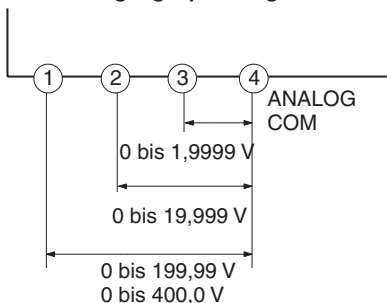 1 2 3 4
ANALOG
COM
0 bis 1,9999 V
0 bis 19,999 V
0 bis 199,99 V
0 bis 400,0 V